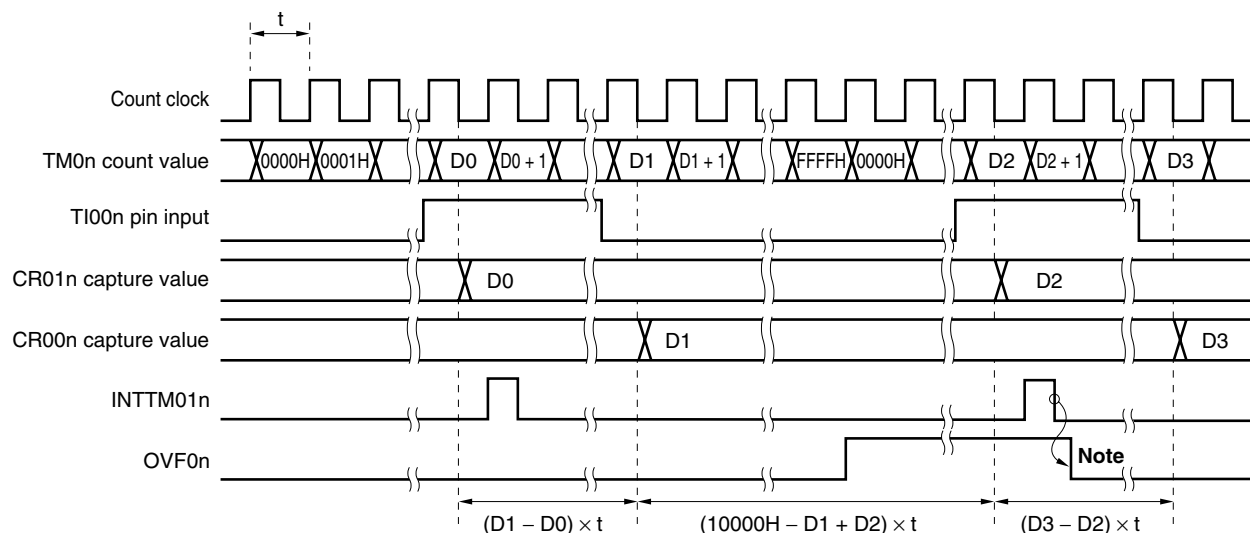 t
Count clock
TM0n count value 0000H 0001H D0 D0 + 1 D1 D1 + 1 FFFFH 0000H D2 D2 + 1 D3
TI00n pin input
CR01n capture value D0 D2
CR00n capture value D1 D3
INTTM01n
OVF0n Note
(D1 – D0) × t (10000H – D1 + D2) × t (D3 – D2) × t